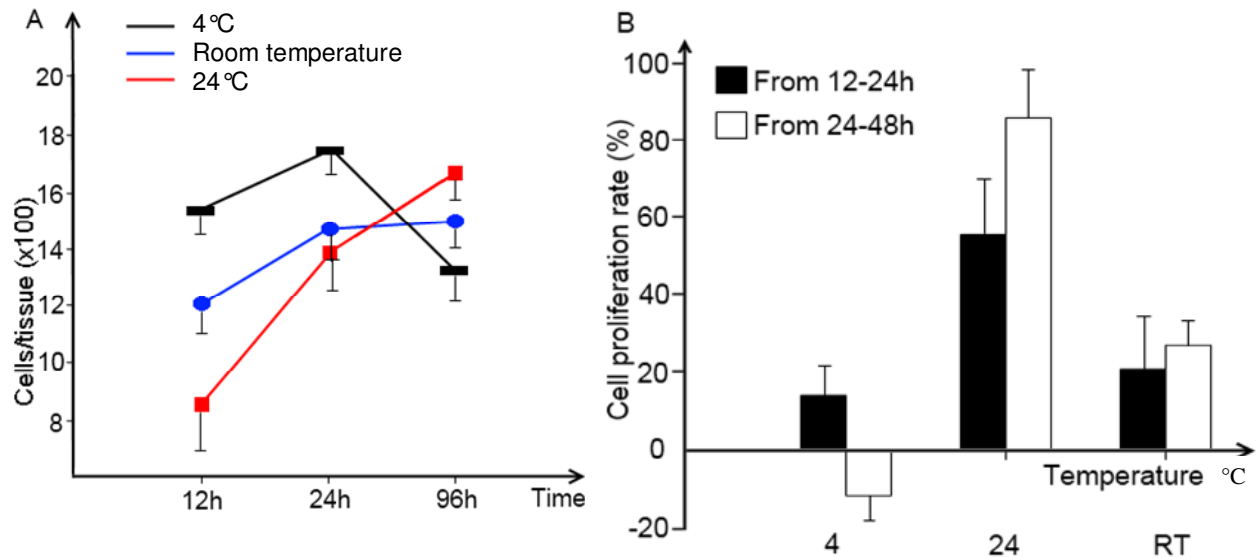 A
4°C
Room temperature
24°C
Cells/tissue (x100)
20
18
16
14
12
10
8
12h 24h 96h Time
B
From 12-24h
From 24-48h
Cell proliferation rate (%)
100
80
60
40
20
0
-20
Temperature °C
4 24 RT